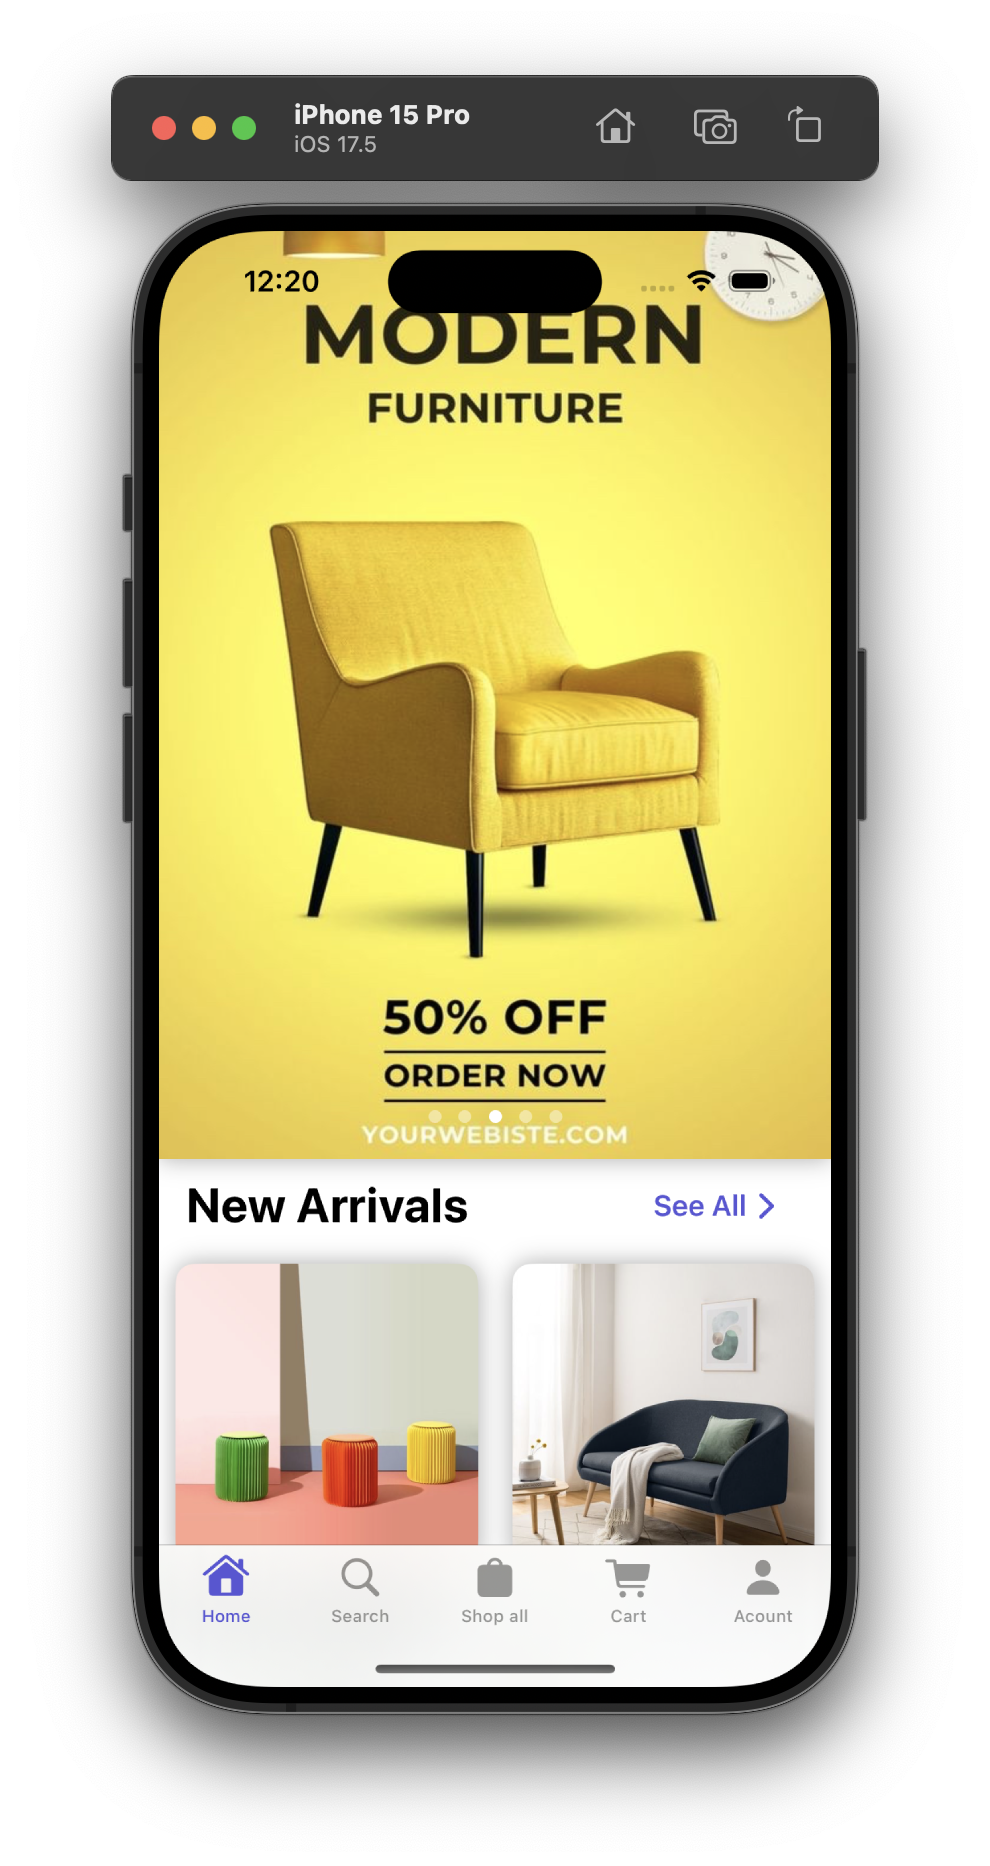 iPhone 15 Pro
iOS 17.5
12:20
MODERN
FURNITURE
50% OFF
ORDER NOW
YOURWEBISTE.COM
New Arrivals
See All
Home
Search
Shop all
Cart
Acount